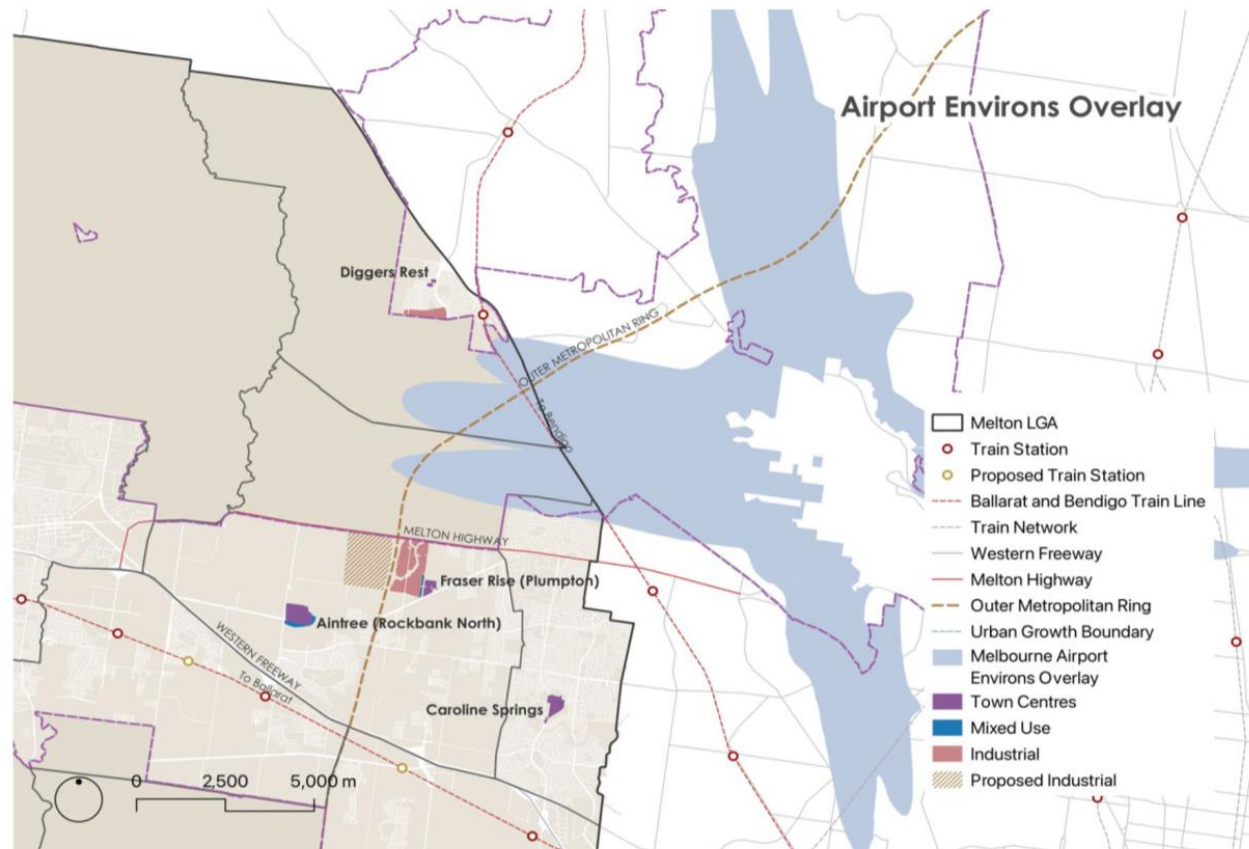 Airport Environs Overlay
Diggers Rest
OUTER METROPOLITAN RING
To Bendigo
MELTON HIGHWAY
Fraser Rise (Plumpton)
Aintree (Rockbank North)
WESTERN FREEWAY
To Ballarat
Caroline Springs
0 2,500 5,000 m
Melton LGA
Train Station
Proposed Train Station
Ballarat and Bendigo Train Line
Train Network
Western Freeway
Melton Highway
Outer Metropolitan Ring
Urban Growth Boundary
Melbourne Airport
Environs Overlay
Town Centres
Mixed Use
Industrial
Proposed Industrial